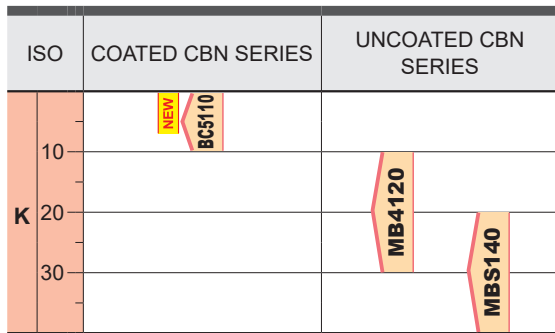 ISO
COATED CBN SERIES
UNCOATED CBN
SERIES
K
10
20
30
NEW
BC5110
MB4120
MBS140